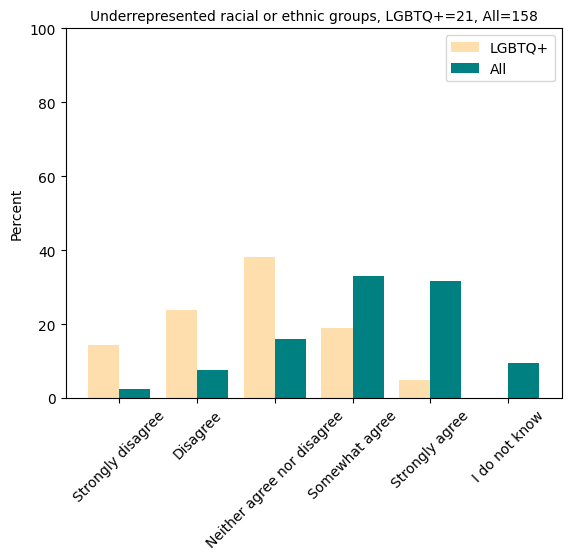 Underrepresented racial or ethnic groups, LGBTQ+=21, All=158
100
80
60
40
20
0
Percent
LGBTQ+
All
Strongly disagree
Disagree
Neither agree nor disagree
Somewhat agree
Strongly agree
I do not know